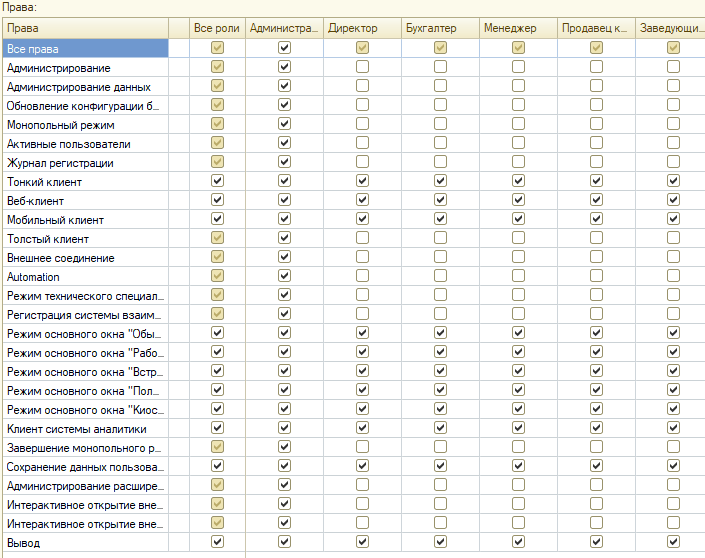 Права:
Права Все роли Администра... Директор Бухгалтер Менеджер Продавец к... Заведующи...
Все права
Администрирование
Администрирование данных
Обновление конфигурации б...
Монопольный режим
Активные пользователи
Журнал регистрации
Тонкий клиент
Веб-клиент
Мобильный клиент
Толстый клиент
Внешнее соединение
Automation
Режим технического специал...
Регистрация системы взаим...
Режим основного окна "Обы...
Режим основного окна "Рабо...
Режим основного окна "Встр...
Режим основного окна "Пол...
Режим основного окна "Киос...
Клиент системы аналитики
Завершение монопольного р...
Сохранение данных пользова...
Администрирование расшире...
Интерактивное открытие вне...
Интерактивное открытие вне...
Вывод